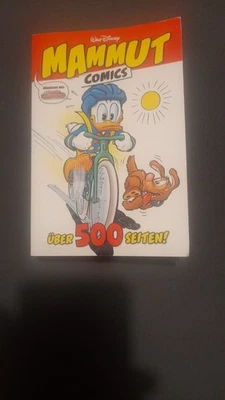 Walt Disney
MAMMUT
COMICS
ÜBER 500 SEITEN!